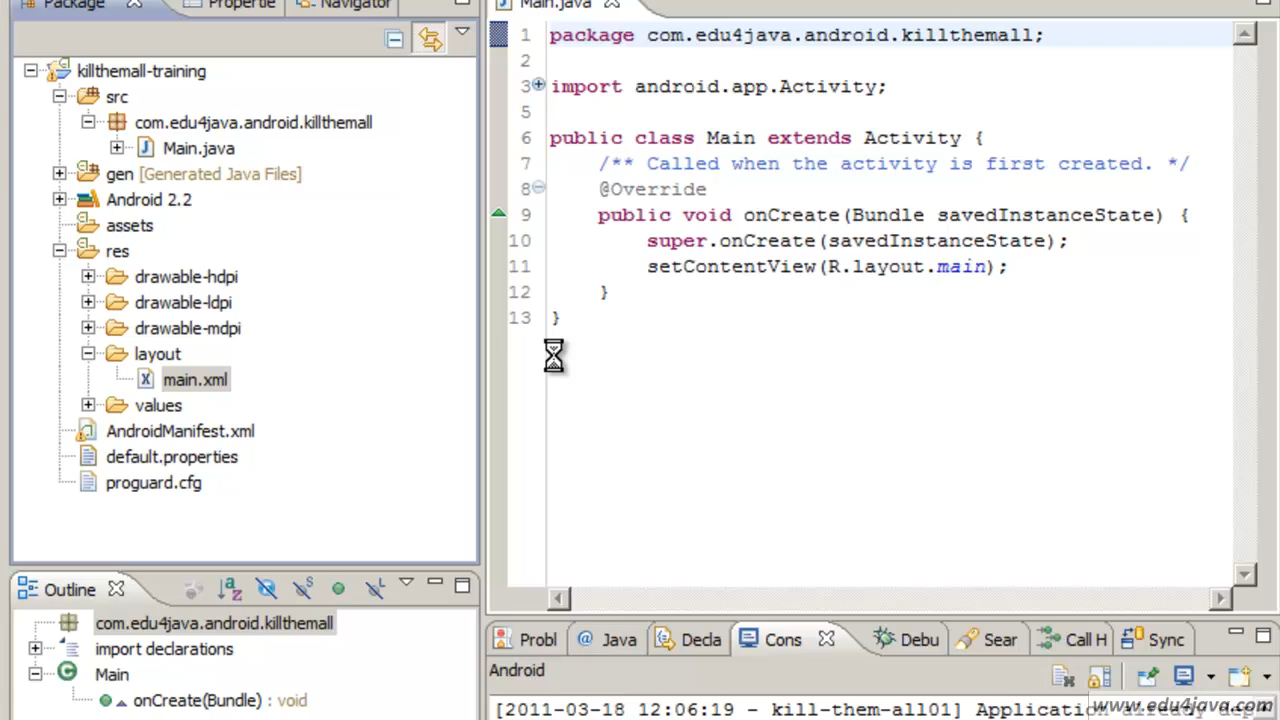 Package
Propertie
Navigator
killthemall-training
src
com.edu4java.android.killthemall
Main.java
gen [Generated Java Files]
Android 2.2
assets
res
drawable-hdpi
drawable-ldpi
drawable-mdpi
layout
main.xml
values
AndroidManifest.xml
default.properties
proguard.cfg
Outline
com.edu4java.android.killthemall
import declarations
Main
onCreate(Bundle) : void
Main.java
1 package com.edu4java.android.killthemall;
2
3 import android.app.Activity;
5
6 public class Main extends Activity {
7 /** Called when the activity is first created. */
8 @Override
9 public void onCreate(Bundle savedInstanceState) {
10 super.onCreate(savedInstanceState);
11 setContentView(R.layout.main);
12 }
13 }
Probl @ Java Decla Cons Debu Sear Call H Sync
Android
[2011-03-18 12:06:19 - kill-them-all01] Application already dep
www.edu4java.com